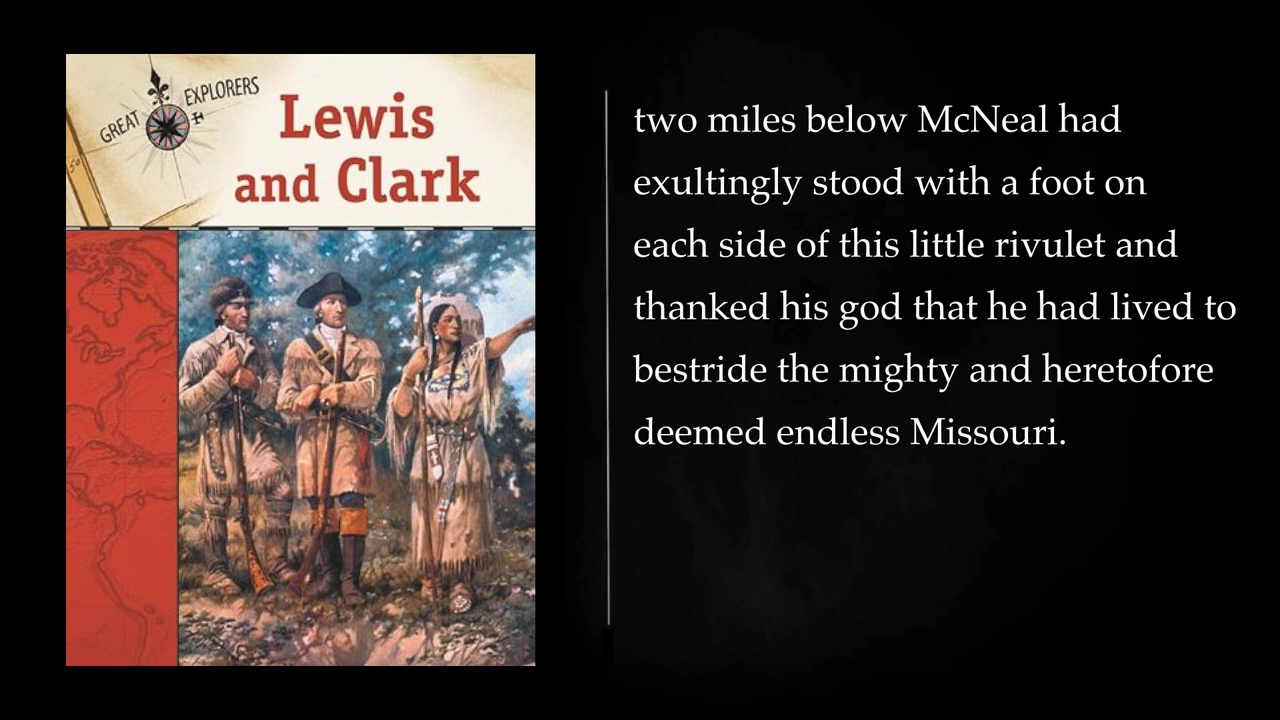 GREAT EXPLORERS
Lewis
and Clark
50
two miles below McNeal had
exultingly stood with a foot on
each side of this little rivulet and
thanked his god that he had lived to
bestride the mighty and heretofore
deemed endless Missouri.